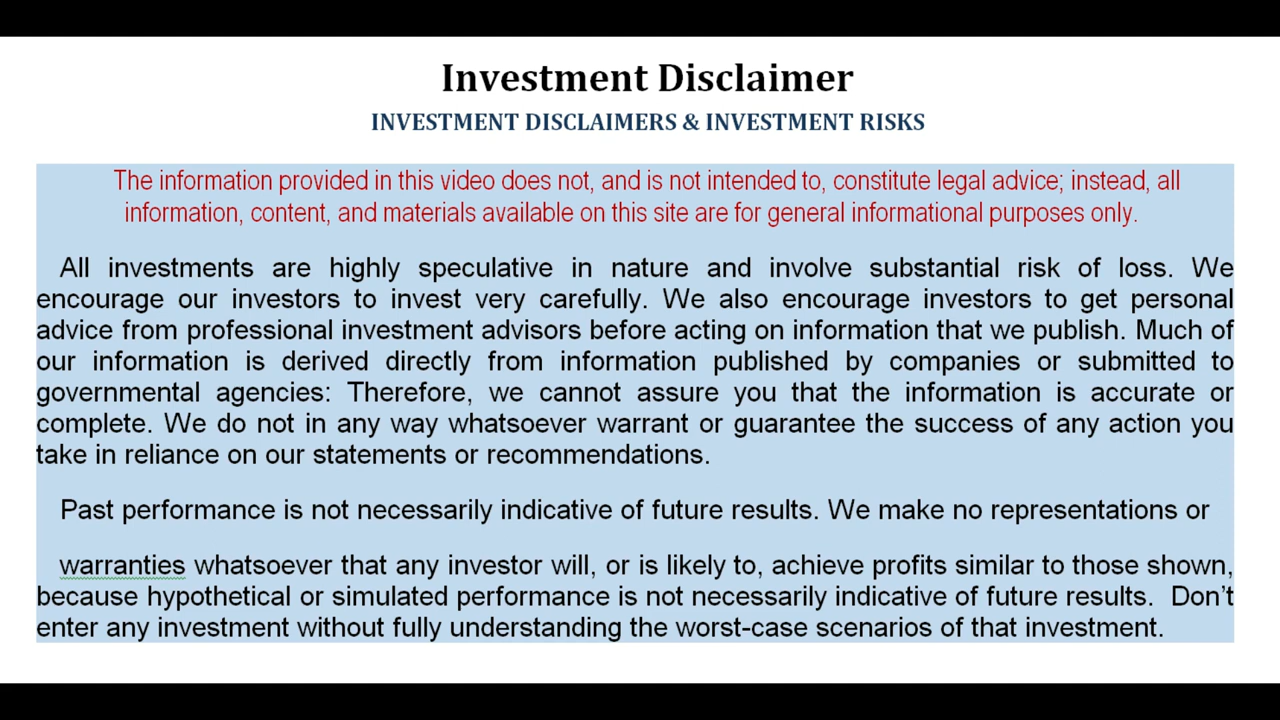 Investment Disclaimer
INVESTMENT DISCLAIMERS & INVESTMENT RISKS
The information provided in this video does not, and is not intended to, constitute legal advice; instead, all
information, content, and materials available on this site are for general informational purposes only.
All investments are highly speculative in nature and involve substantial risk of loss. We
encourage our investors to invest very carefully. We also encourage investors to get personal
advice from professional investment advisors before acting on information that we publish. Much of
our information is derived directly from information published by companies or submitted to
governmental agencies: Therefore, we cannot assure you that the information is accurate or
complete. We do not in any way whatsoever warrant or guarantee the success of any action you
take in reliance on our statements or recommendations.
Past performance is not necessarily indicative of future results. We make no representations or
warranties whatsoever that any investor will, or is likely to, achieve profits similar to those shown,
because hypothetical or simulated performance is not necessarily indicative of future results. Don’t
enter any investment without fully understanding the worst-case scenarios of that investment.